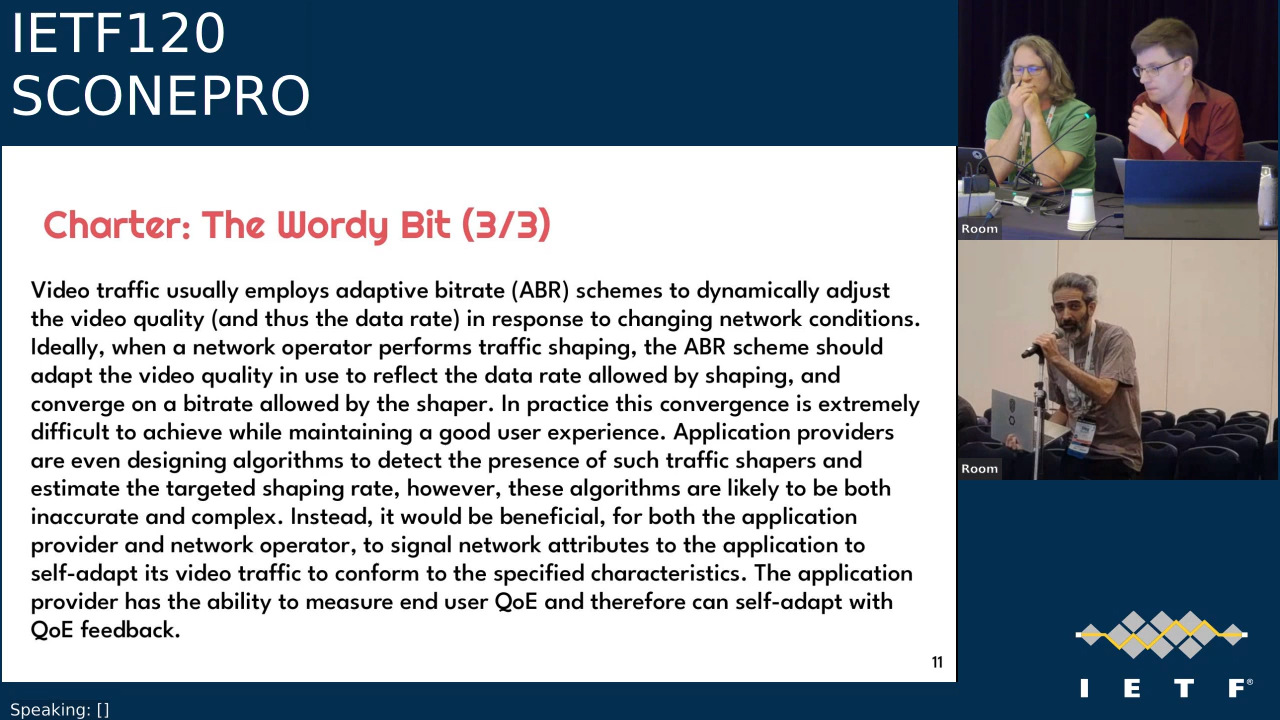 IETF120
SCONEPRO
Charter: The Wordy Bit (3/3)
Video traffic usually employs adaptive bitrate (ABR) schemes to dynamically adjust
the video quality (and thus the data rate) in response to changing network conditions.
Ideally, when a network operator performs traffic shaping, the ABR scheme should
adapt the video quality in use to reflect the data rate allowed by shaping, and
converge on a bitrate allowed by the shaper. In practice this convergence is extremely
difficult to achieve while maintaining a good user experience. Application providers
are even designing algorithms to detect the presence of such traffic shapers and
estimate the targeted shaping rate, however, these algorithms are likely to be both
inaccurate and complex. Instead, it would be beneficial, for both the application
provider and network operator, to signal network attributes to the application to
self-adapt its video traffic to conform to the specified characteristics. The application
provider has the ability to measure end user QoE and therefore can self-adapt with
QoE feedback.
11
Room
Room
I E T F®
Speaking: []